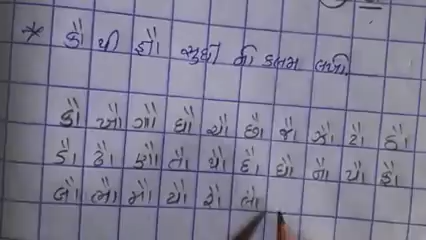 * કૌ થી જ્ઞૌ સુધી ની કલમ લખો.
કૌ ખૌ ગૌ ઘૌ ચૌ છૌ જૌ ઝૌ ટૌ ઠૌ
ડૌ ઢૌ ણૌ તૌ થૌ દૌ ધૌ નૌ પૌ ફૌ
બૌ ભૌ મૌ યૌ રૌ લૌ